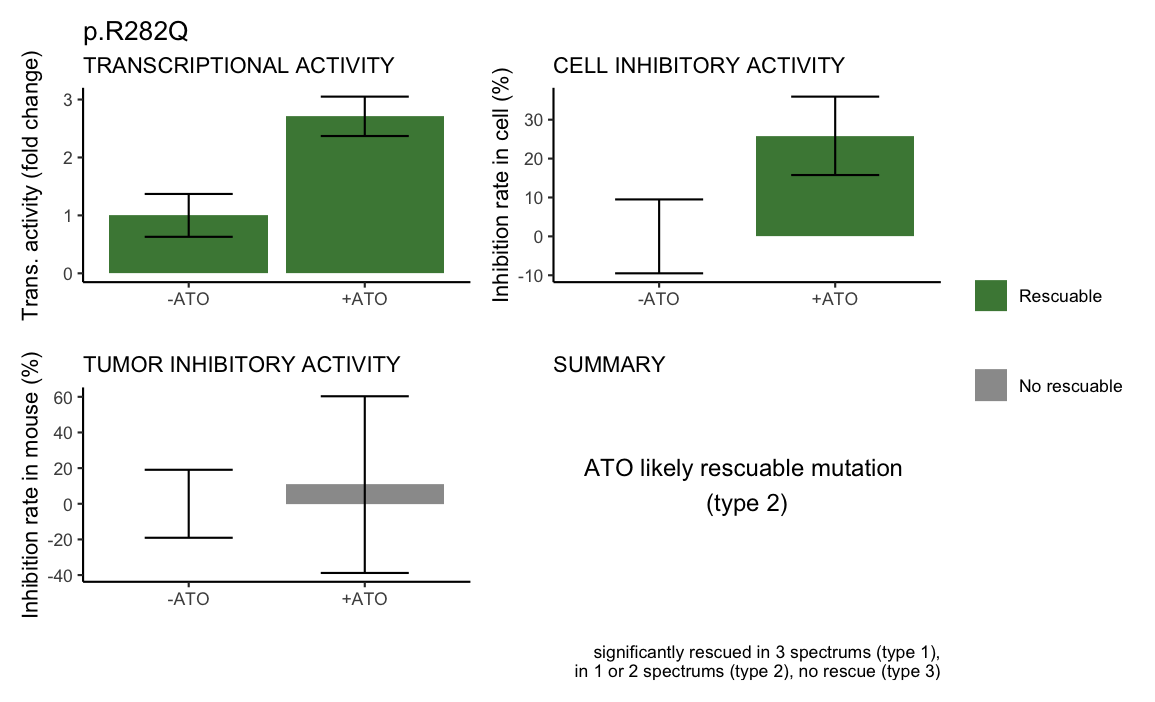 p.R282Q
TRANSCRIPTIONAL ACTIVITY
Trans. activity (fold change)
3
2
1
0
-ATO
+ATO
CELL INHIBITORY ACTIVITY
Inhibition rate in cell (%)
30
20
10
0
-10
-ATO
+ATO
Rescuable
No rescuable
TUMOR INHIBITORY ACTIVITY
Inhibition rate in mouse (%)
60
40
20
0
-20
-40
-ATO
+ATO
SUMMARY
ATO likely rescuable mutation
(type 2)
significantly rescued in 3 spectrums (type 1),
in 1 or 2 spectrums (type 2), no rescue (type 3)